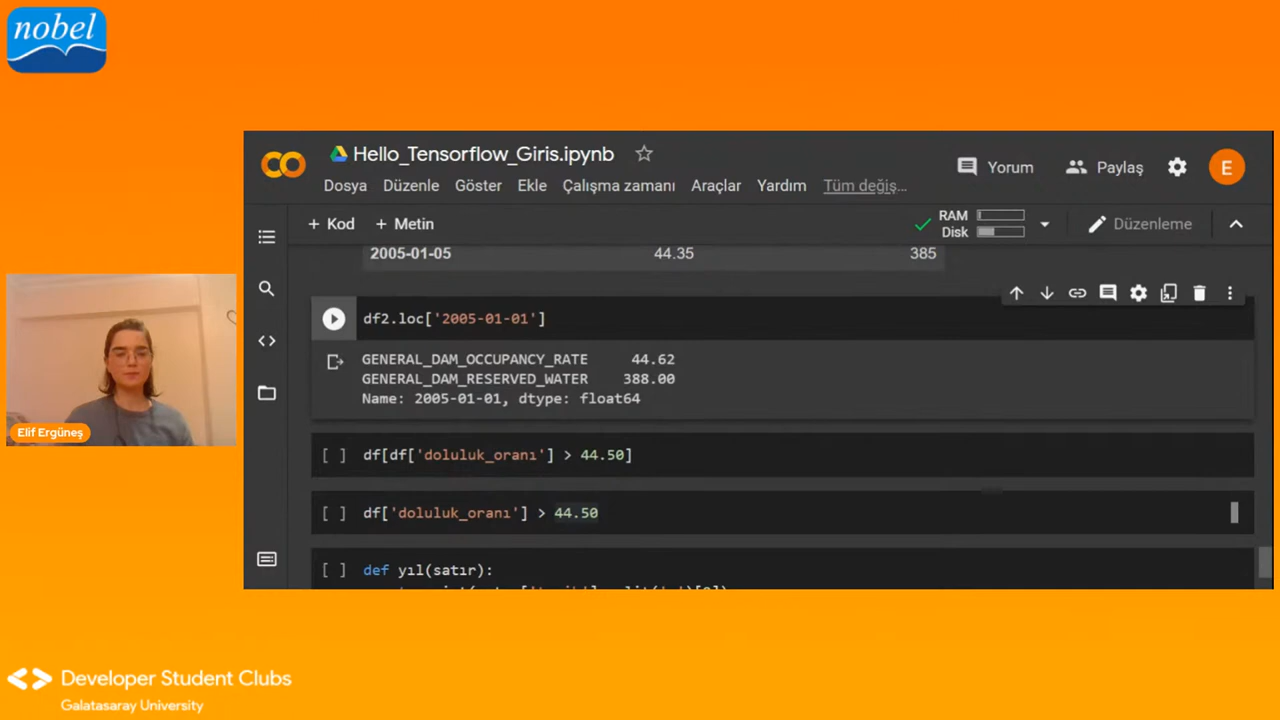 nobel
Hello_Tensorflow_Giris.ipynb
Yorum
Paylaş
E
Dosya Düzenle Göster Ekle Çalışma zamanı Araçlar Yardım Tüm değiş…
+ Kod + Metin
RAM
Disk
Düzenleme
2005-01-05 44.35 385
df2.loc['2005-01-01']
GENERAL_DAM_OCCUPANCY_RATE 44.62
GENERAL_DAM_RESERVED_WATER 388.00
Name: 2005-01-01, dtype: float64
[ ] df[df['doluluk_oranı'] > 44.50]
[ ] df['doluluk_oranı'] > 44.50
[ ] def yıl(satır):
Elif Ergüneş
Developer Student Clubs
Galatasaray University